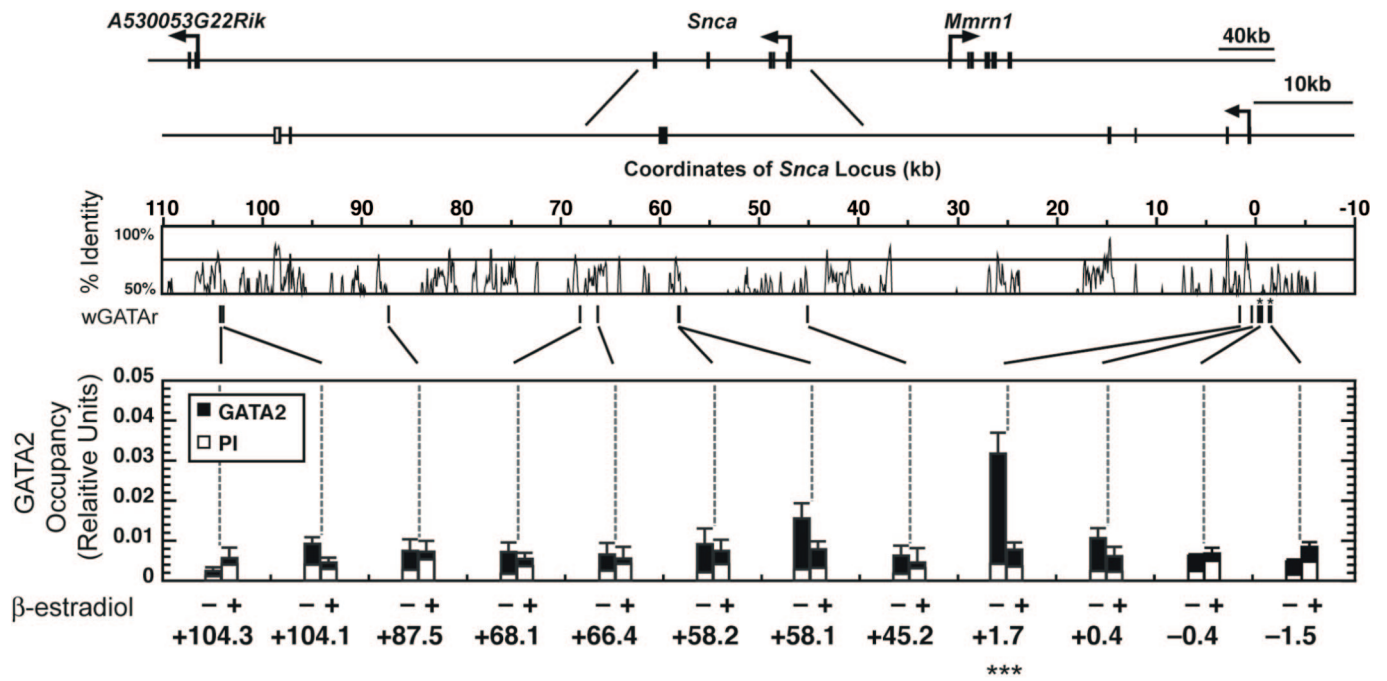 A530053G22Rik Snca Mmrn1
40kb
10kb
Coordinates of Snca Locus (kb)
110 100 90 80 70 60 50 40 30 20 10 0 -10
% Identity
100%
50%
wGATAr
* *
GATA2
Occupancy
(Relaitive Units)
0.05
0.04
0.03
0.02
0.01
0
GATA2
PI
β-estradiol − + − + − + − + − + − + − + − + − + − + − + − +
+104.3 +104.1 +87.5 +68.1 +66.4 +58.2 +58.1 +45.2 +1.7 +0.4 −0.4 −1.5
***